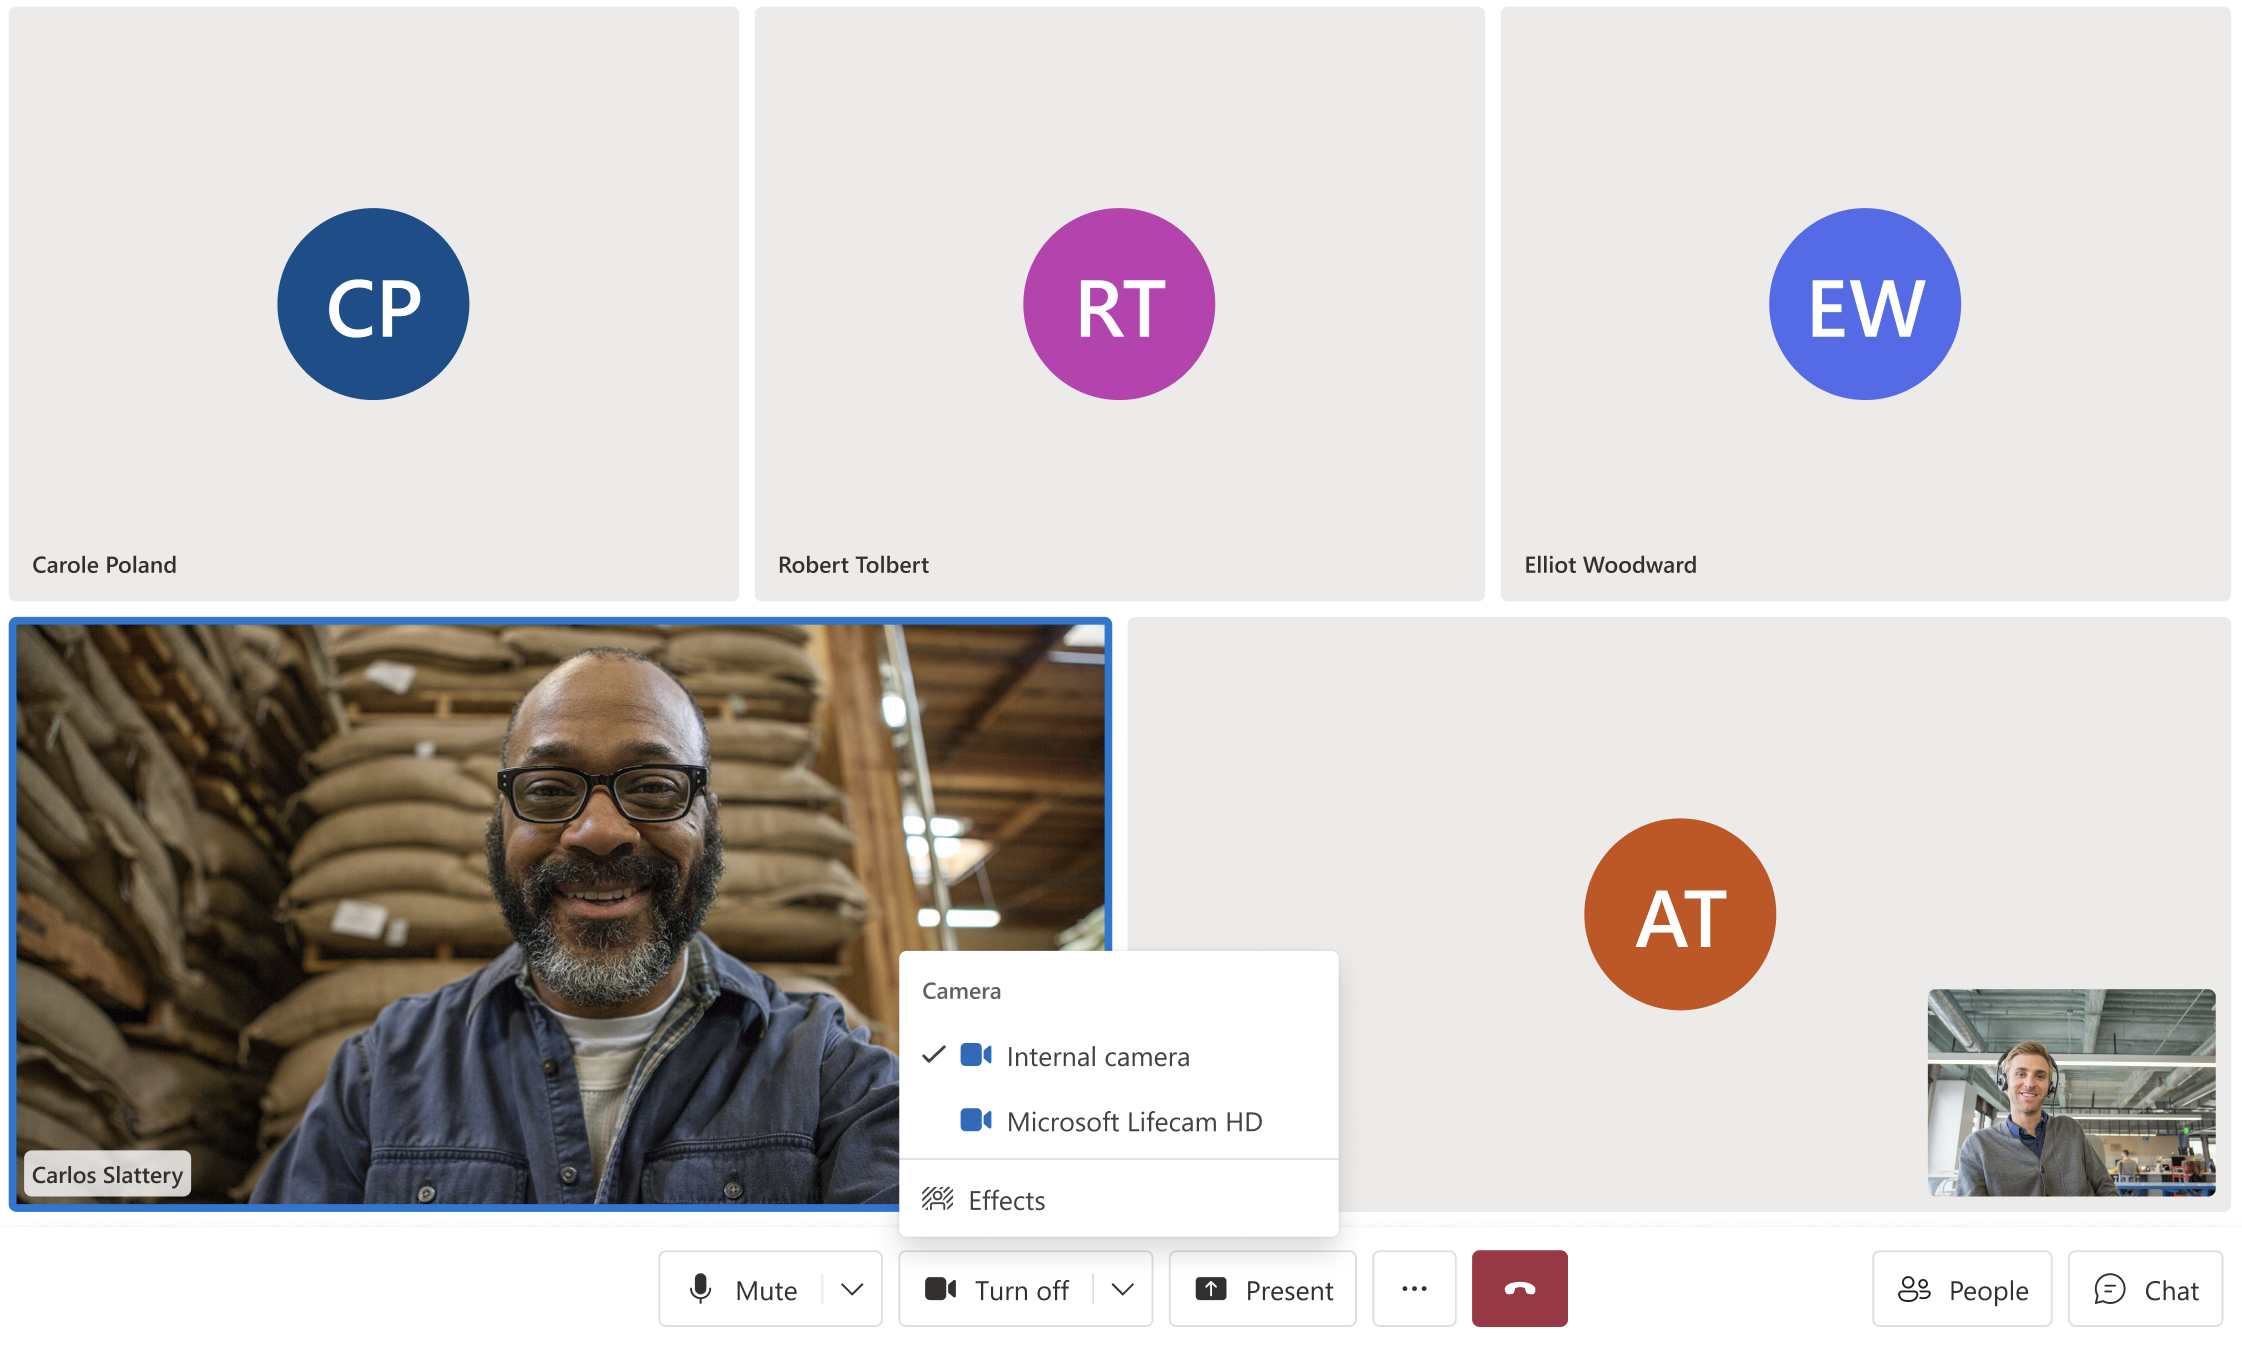 CP
RT
EW
Carole Poland
Robert Tolbert
Elliot Woodward
AT
Carlos Slattery
Camera
Internal camera
Microsoft Lifecam HD
Effects
Mute
Turn off
Present
People
Chat